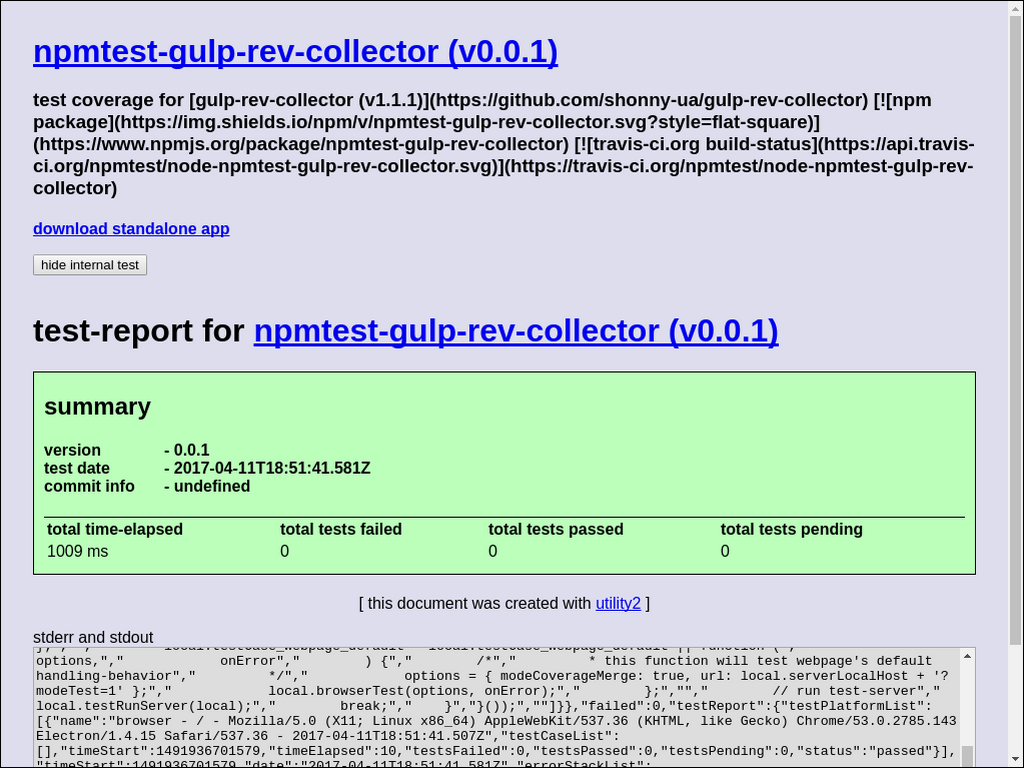 npmtest-gulp-rev-collector (v0.0.1)
test coverage for [gulp-rev-collector (v1.1.1)](https://github.com/shonny-ua/gulp-rev-collector) [![npm
package](https://img.shields.io/npm/v/npmtest-gulp-rev-collector.svg?style=flat-square)]
(https://www.npmjs.org/package/npmtest-gulp-rev-collector) [![travis-ci.org build-status](https://api.travis-
ci.org/npmtest/node-npmtest-gulp-rev-collector.svg)](https://travis-ci.org/npmtest/node-npmtest-gulp-rev-
collector)
download standalone app
hide internal test
test-report for npmtest-gulp-rev-collector (v0.0.1)
summary
version - 0.0.1
test date - 2017-04-11T18:51:41.581Z
commit info - undefined
total time-elapsed total tests failed total tests passed total tests pending
1009 ms 0 0 0
[ this document was created with utility2 ]
stderr and stdout
options,"," onError"," ) {"," /*"," * this function will test webpage's default
handling-behavior"," */"," options = { modeCoverageMerge: true, url: local.serverLocalHost + '?
modeTest=1' };"," local.browserTest(options, onError);"," };",""," // run test-server","
local.testRunServer(local);"," break;"," }","}());",""]}},"failed":0,"testReport":{"testPlatformList":
[{"name":"browser - / - Mozilla/5.0 (X11; Linux x86_64) AppleWebKit/537.36 (KHTML, like Gecko) Chrome/53.0.2785.143
Electron/1.4.15 Safari/537.36 - 2017-04-11T18:51:41.507Z","testCaseList":
[],"timeStart":1491936701579,"timeElapsed":10,"testsFailed":0,"testsPassed":0,"testsPending":0,"status":"passed"}],
"timeStart":1491936701579,"date":"2017-04-11T18:51:41.581Z","errorStackList":